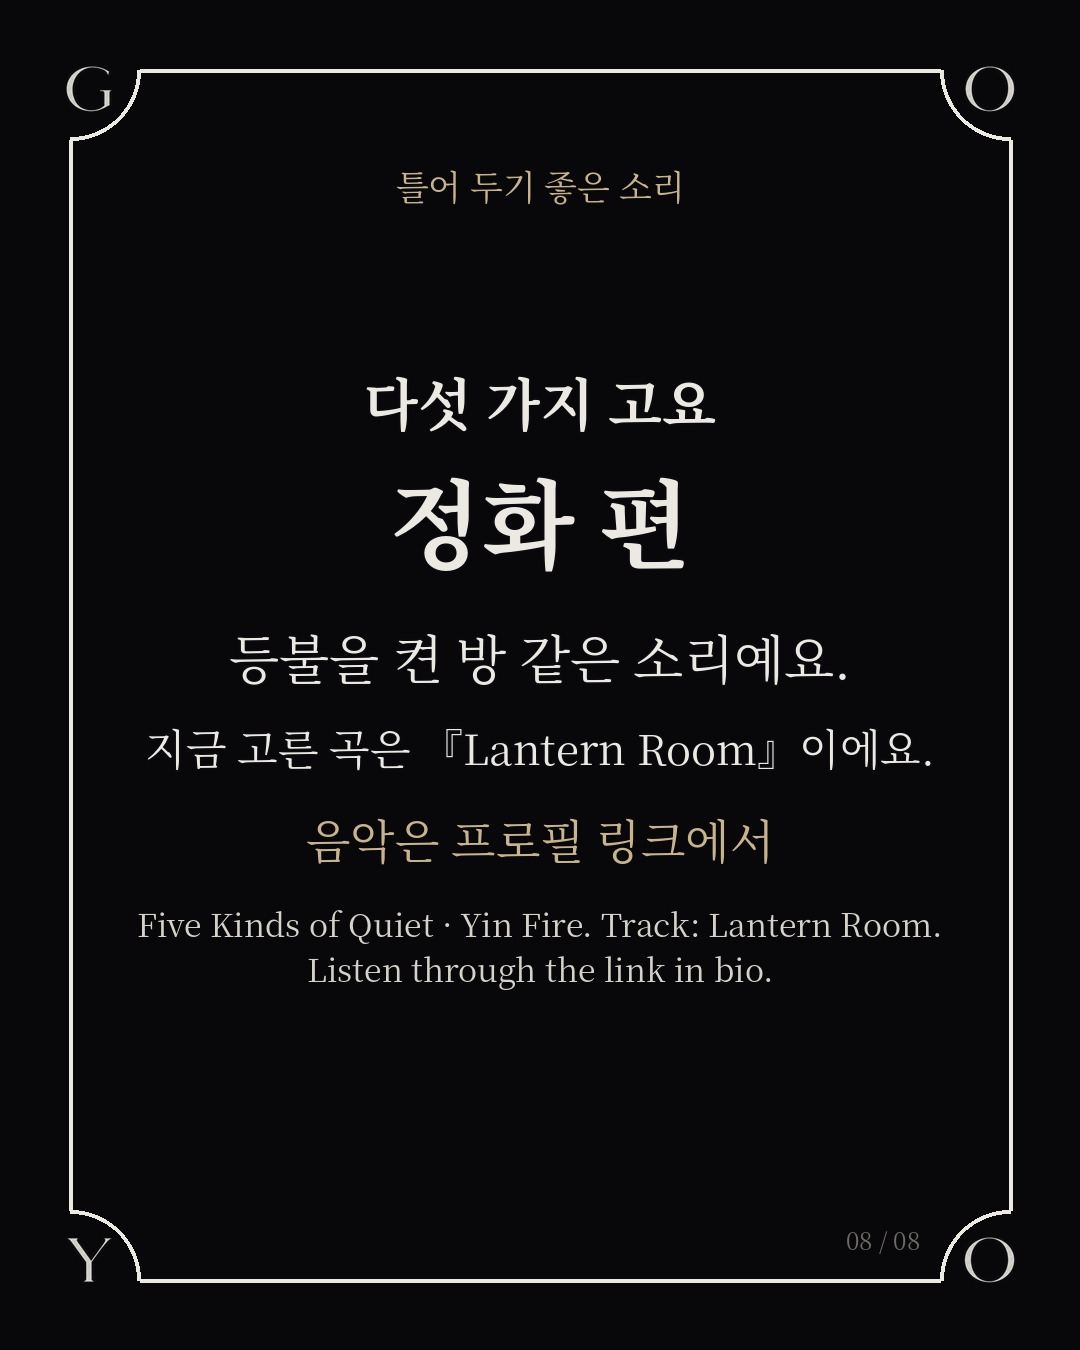 G O
틀어 두기 좋은 소리
다섯 가지 고요
정화 편
등불을 켠 방 같은 소리예요.
지금 고른 곡은 『Lantern Room』이에요.
음악은 프로필 링크에서
Five Kinds of Quiet · Yin Fire. Track: Lantern Room.
Listen through the link in bio.
08 / 08
Y O